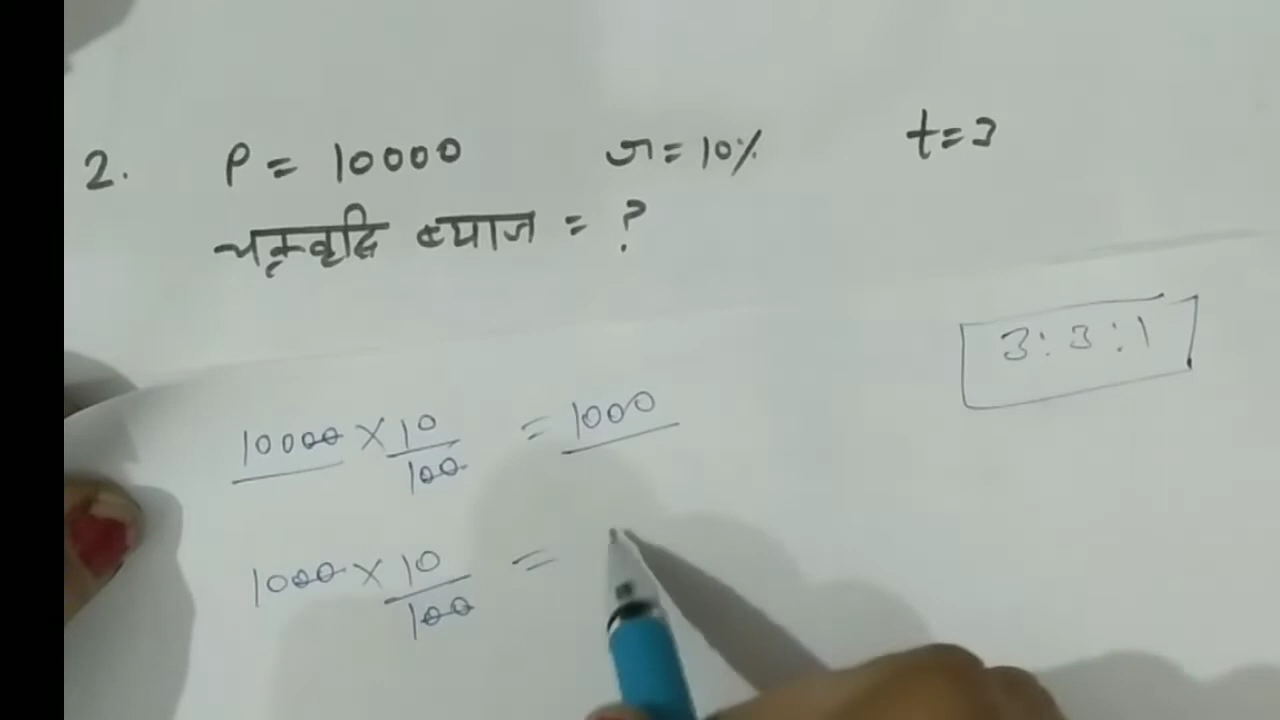 2. P = 10000 r = 10% t = 3
चक्रवृद्धि ब्याज = ?
3 : 3 : 1
10000 × 10/100 = 1000
1000 × 10/100 =